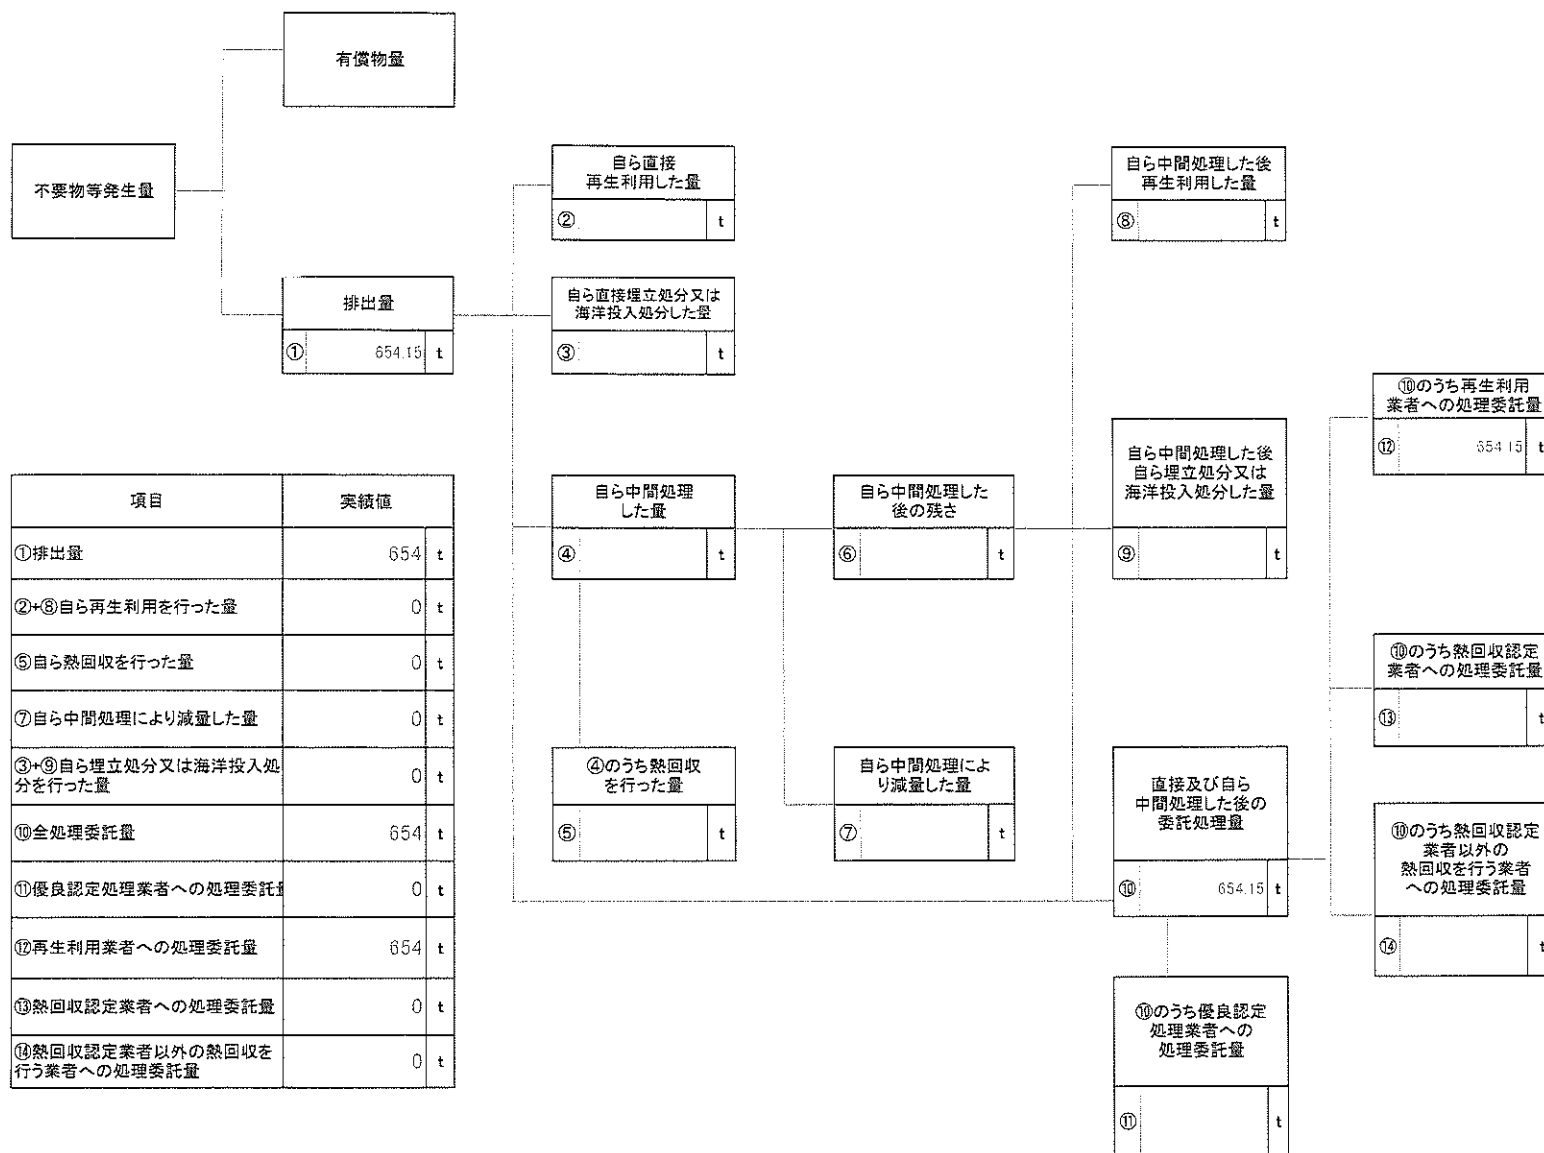 有償物量
不要物等発生量
排出量
① 654.15 t
自ら直接
再生利用した量
② t
自ら直接埋立処分又は
海洋投入処分した量
③ t
自ら中間処理
した量
④ t
④のうち熱回収
を行った量
⑤ t
自ら中間処理した
後の残さ
⑥ t
自ら中間処理によ
り減量した量
⑦ t
自ら中間処理した後
再生利用した量
⑧ t
自ら中間処理した後
自ら埋立処分又は
海洋投入処分した量
⑨ t
直接及び自ら
中間処理した後の
委託処理量
⑩ 654.15 t
⑩のうち優良認定
処理業者への
処理委託量
⑪ t
⑩のうち再生利用
業者への処理委託量
⑫ 654.15 t
⑩のうち熱回収認定
業者への処理委託量
⑬ t
⑩のうち熱回収認定
業者以外の
熱回収を行う業者
への処理委託量
⑭ t
項目 実績値
①排出量 654 t
②+⑧自ら再生利用を行った量 0 t
⑤自ら熱回収を行った量 0 t
⑦自ら中間処理により減量した量 0 t
③+⑨自ら埋立処分又は海洋投入処
分を行った量 0 t
⑩全処理委託量 654 t
⑪優良認定処理業者への処理委託量 0 t
⑫再生利用業者への処理委託量 654 t
⑬熱回収認定業者への処理委託量 0 t
⑭熱回収認定業者以外の熱回収を
行う業者への処理委託量 0 t